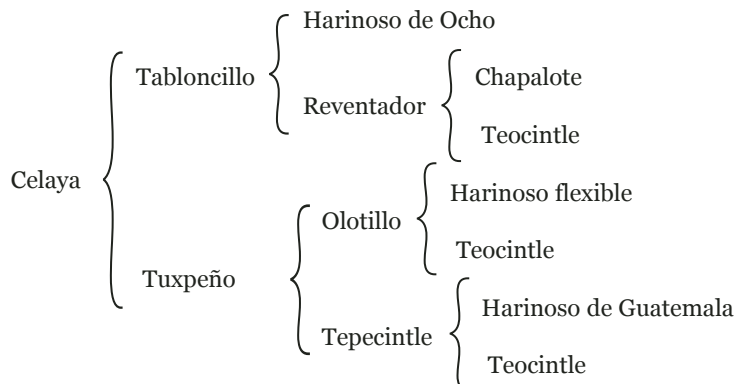 Harinoso de Ocho
Tabloncillo
Chapalote
Reventador
Teocintle
Celaya
Harinoso flexible
Olotillo
Teocintle
Tuxpeño
Harinoso de Guatemala
Tepecintle
Teocintle